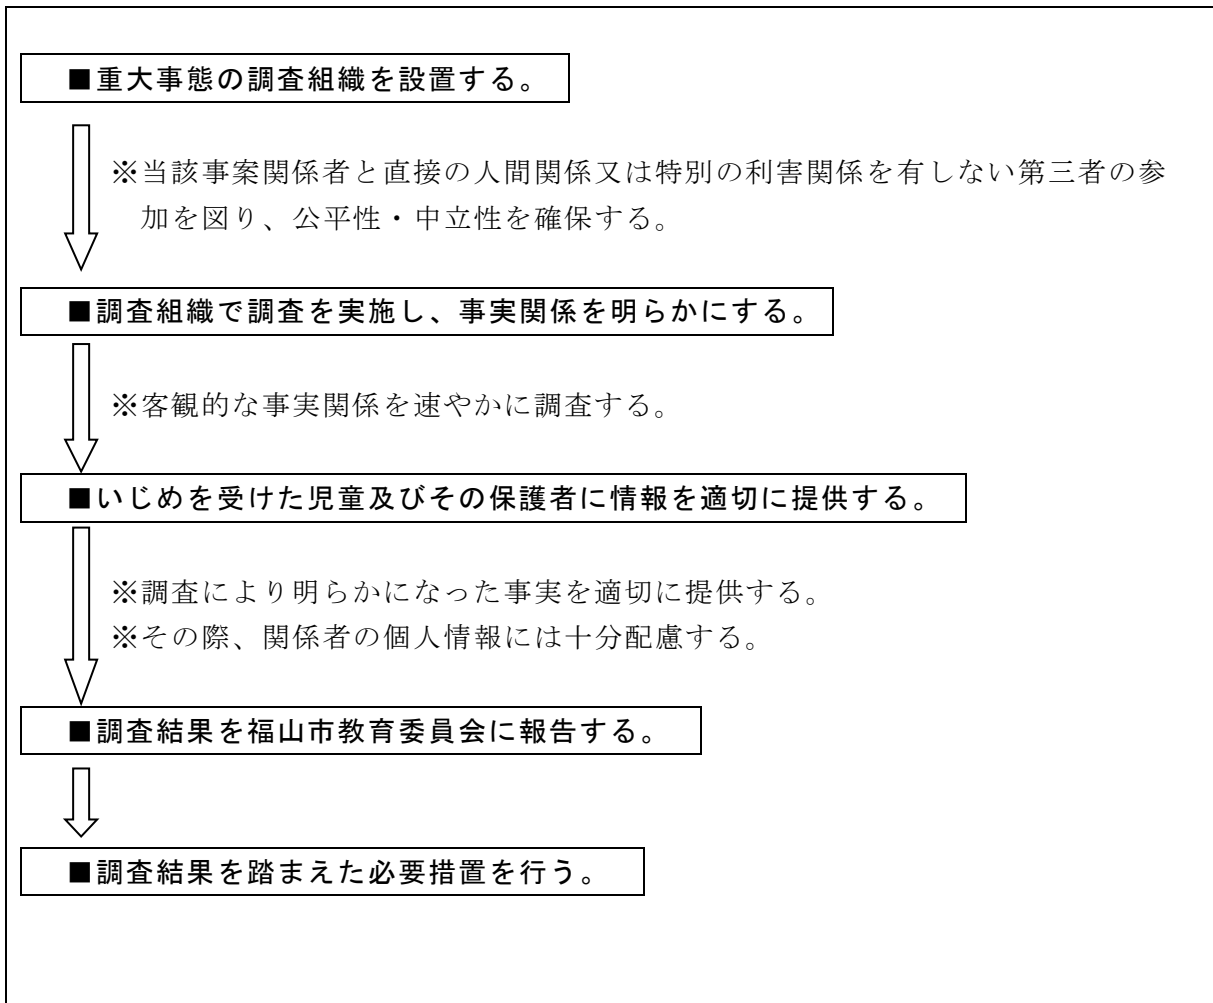 ■重大事態の調査組織を設置する。
※当該事案関係者と直接の人間関係又は特別の利害関係を有しない第三者の参
加を図り、公平性・中立性を確保する。
■調査組織で調査を実施し、事実関係を明らかにする。
※客観的な事実関係を速やかに調査する。
■いじめを受けた児童及びその保護者に情報を適切に提供する。
※調査により明らかになった事実を適切に提供する。
※その際、関係者の個人情報には十分配慮する。
■調査結果を福山市教育委員会に報告する。
■調査結果を踏まえた必要措置を行う。